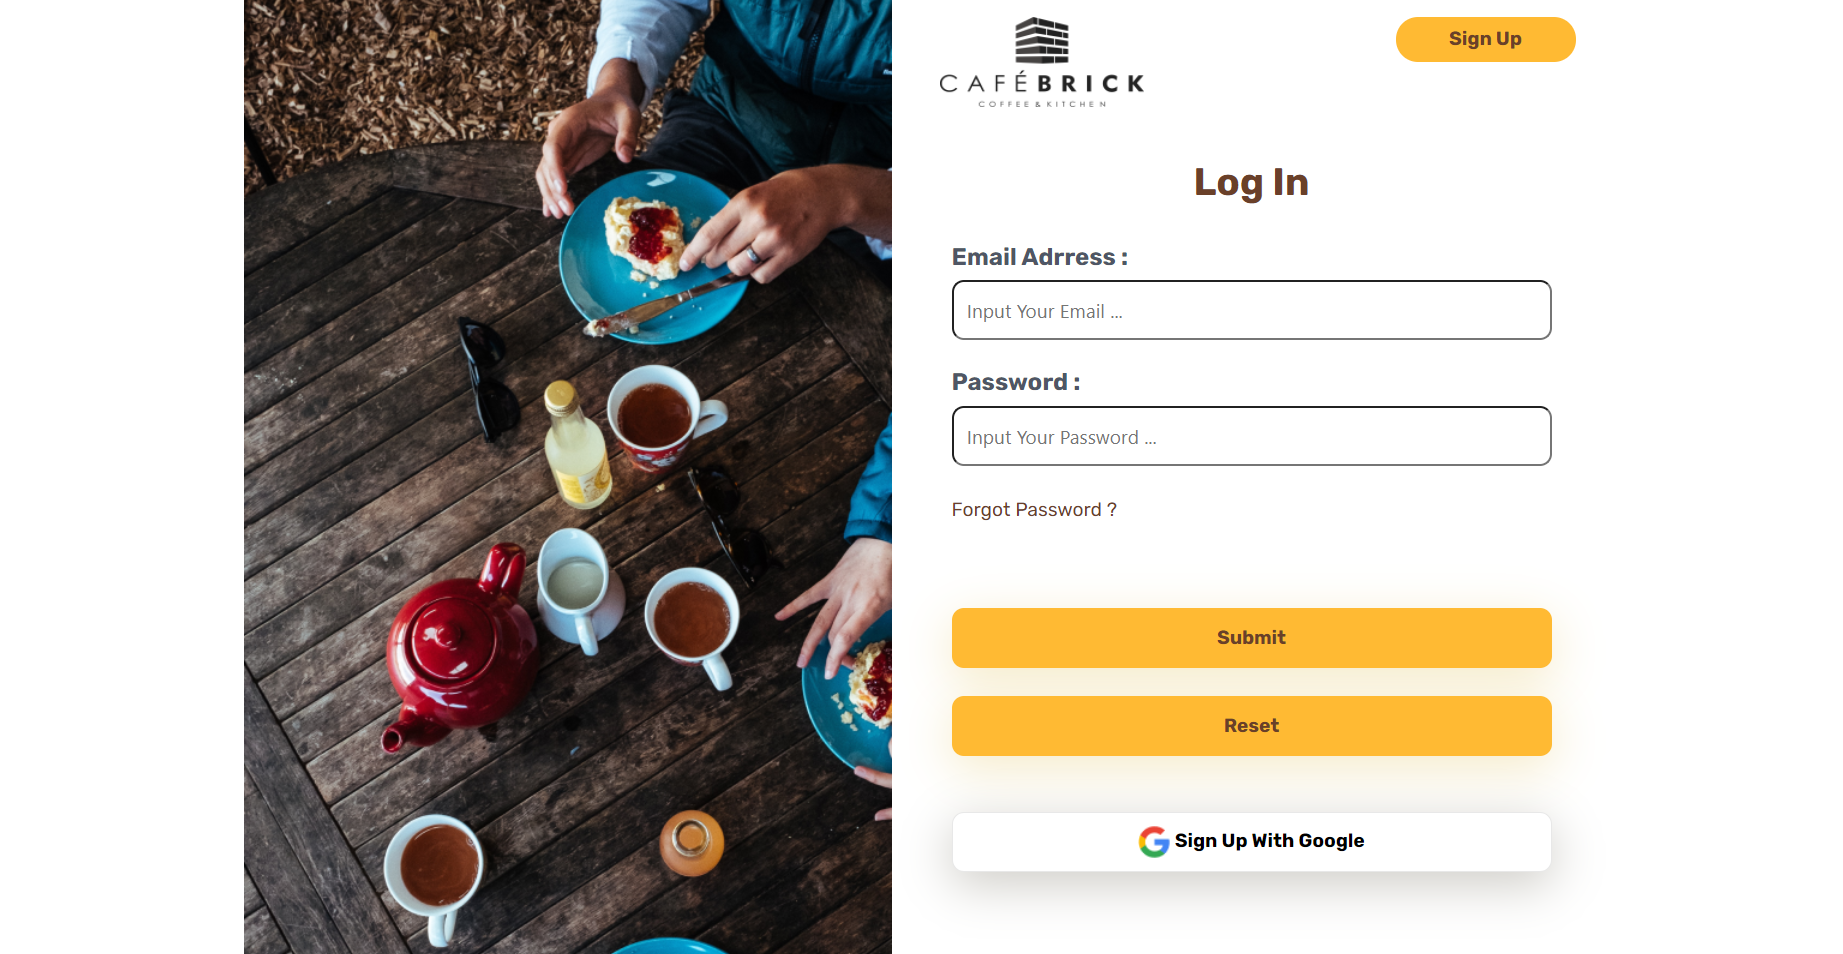 CAFÉBRICK
COFFEE & KITCHEN
Sign Up
Log In
Email Adrress :
Input Your Email ...
Password :
Input Your Password ...
Forgot Password ?
Submit
Reset
Sign Up With Google